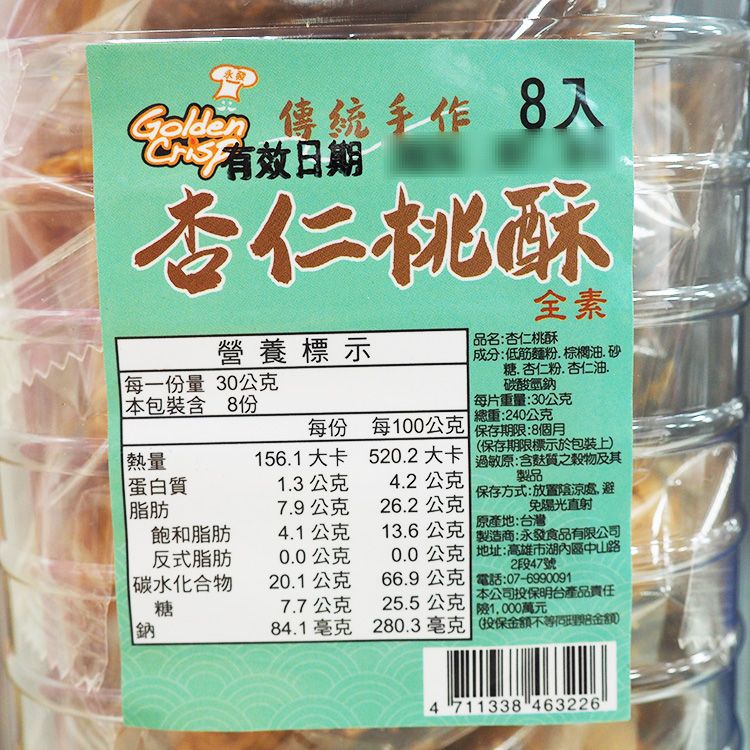 永發
Golden Crisp
傳統手作 8入
有效日期
杏仁桃酥
全素
營養標示
每一份量 30公克
本包裝含 8份
每份 每100公克
熱量 156.1大卡 520.2大卡
蛋白質 1.3公克 4.2公克
脂肪 7.9公克 26.2公克
飽和脂肪 4.1公克 13.6公克
反式脂肪 0.0公克 0.0公克
碳水化合物 20.1公克 66.9公克
糖 7.7公克 25.5公克
鈉 84.1毫克 280.3毫克
品名:杏仁桃酥
成分:低筋麵粉.棕櫚油.砂
糖.杏仁粉.杏仁油.
碳酸氫鈉
每片重量:30公克
總重:240公克
保存期限:8個月
(保存期限標示於包裝上)
過敏原:含麩質之穀物及其
製品
保存方式:放置陰涼處,避
免陽光直射
原產地:台灣
製造商:永發食品有限公司
地址:高雄市湖內區中山路
2段47號
電話:07-6990091
本公司投保明台產品責任
險1,000萬元
(投保金額不等同理賠金額)
4 711338 463226